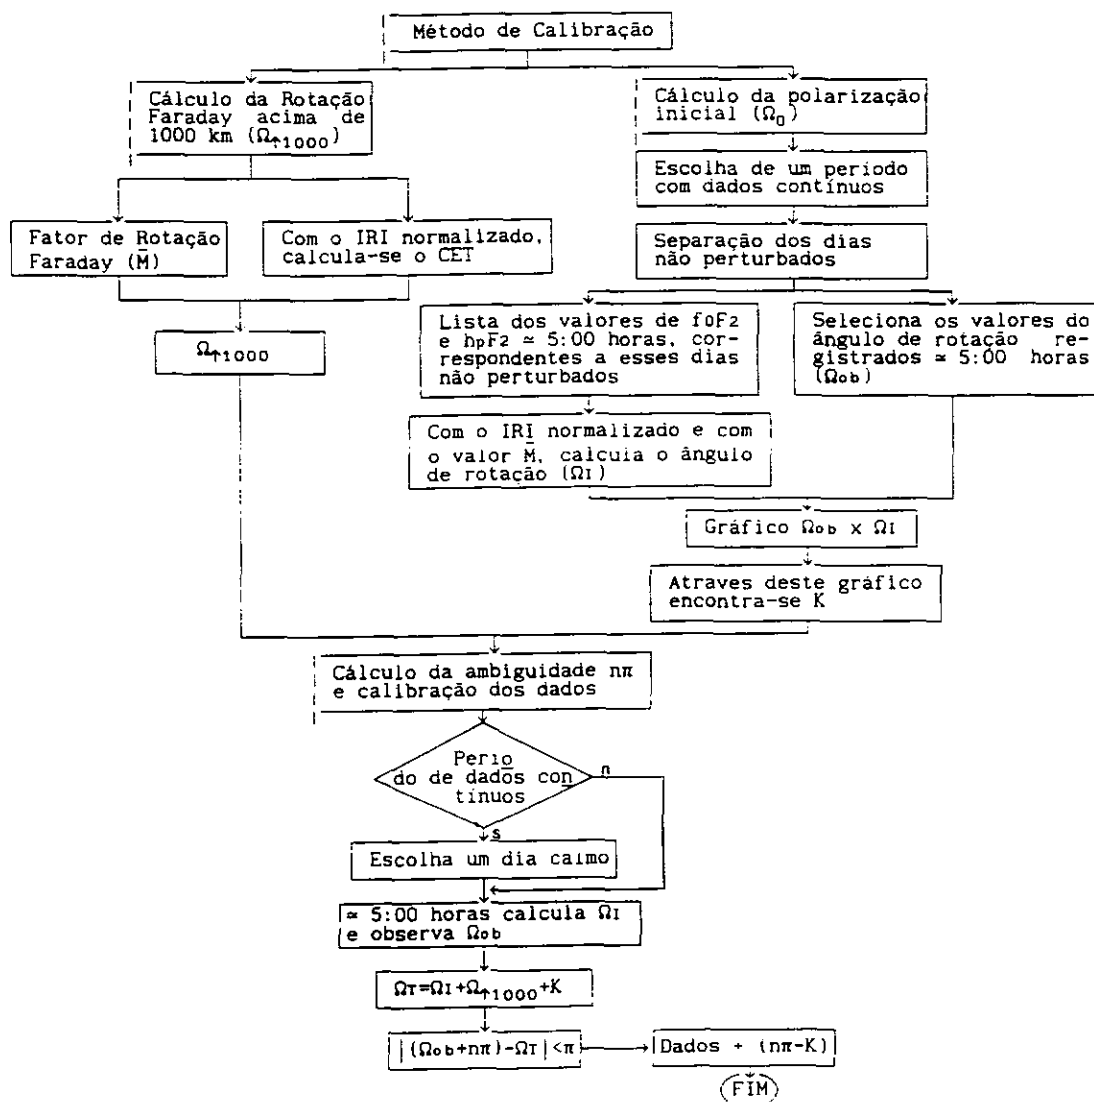 Método de Calibração
Cálculo da Rotação
Faraday acima de
1000 km (Ω↑1000)
Cálculo da polarização
inicial (Ω0)
Escolha de um período
com dados contínuos
Fator de Rotação
Faraday (M̄)
Com o IRI normalizado,
calcula-se o C̅E̅T̅
Separação dos dias
não perturbados
Ω↑1000
Lista dos valores de f0F2
e hpF2 ≃ 5:00 horas, cor-
respondentes a esses dias
não perturbados
Seleciona os valores do
ângulo de rotação re-
gistrados ≃ 5:00 horas
(Ωob)
Com o IRI normalizado e com
o valor M̄, calcula o ângulo
de rotação (ΩI)
Gráfico Ωob x ΩI
Atraves deste gráfico
encontra-se K
Cálculo da ambiguidade nπ
e calibração dos dados
Perio
do de dados con
tínuos
n
s
Escolha um dia calmo
≃ 5:00 horas calcula ΩI
e observa Ωob
ΩT=ΩI+Ω↑1000+K
|(Ωob+nπ)-ΩT|<π
Dados + (nπ-K)
FIM